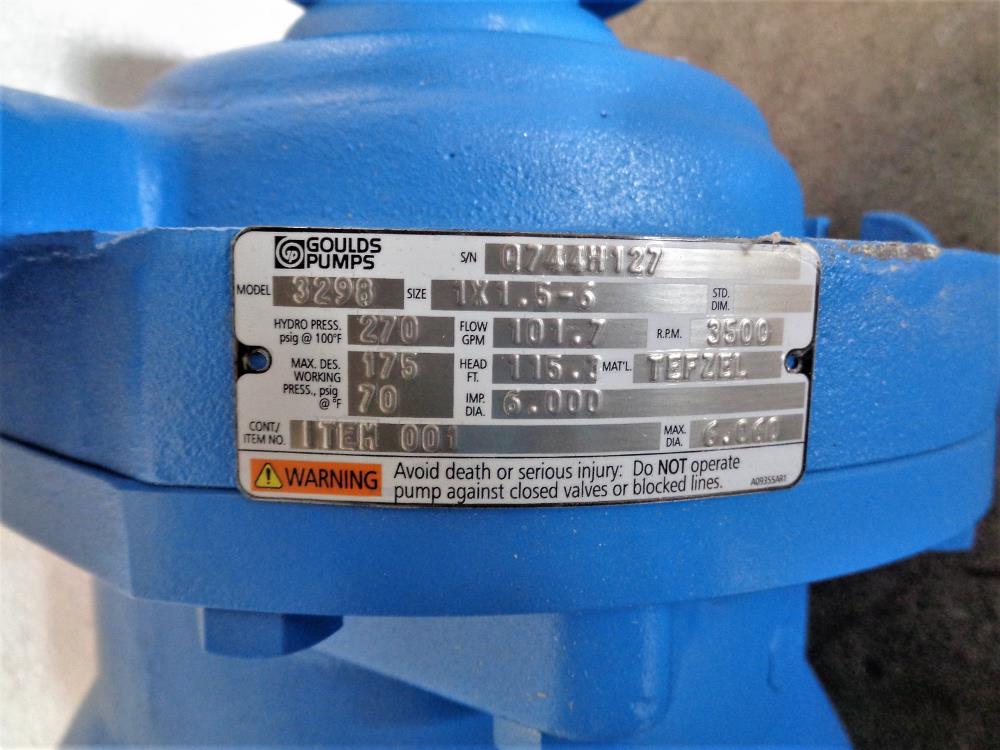 GOULDS PUMPS
S/N Q744H127
MODEL 3298 SIZE 1X1.5-6 STD. DIM.
HYDRO PRESS. psig @ 100°F 270 FLOW GPM 101.7 R.P.M. 3500
MAX. DES. WORKING PRESS., psig @ °F 175 70 HEAD FT. MAT'L. TEFZEL
IMP. DIA. 6.000
CONT./ ITEM NO. ITEM 001 MAX. DIA. 6.060
WARNING Avoid death or serious injury: Do NOT operate
pump against closed valves or blocked lines. A09355AR1